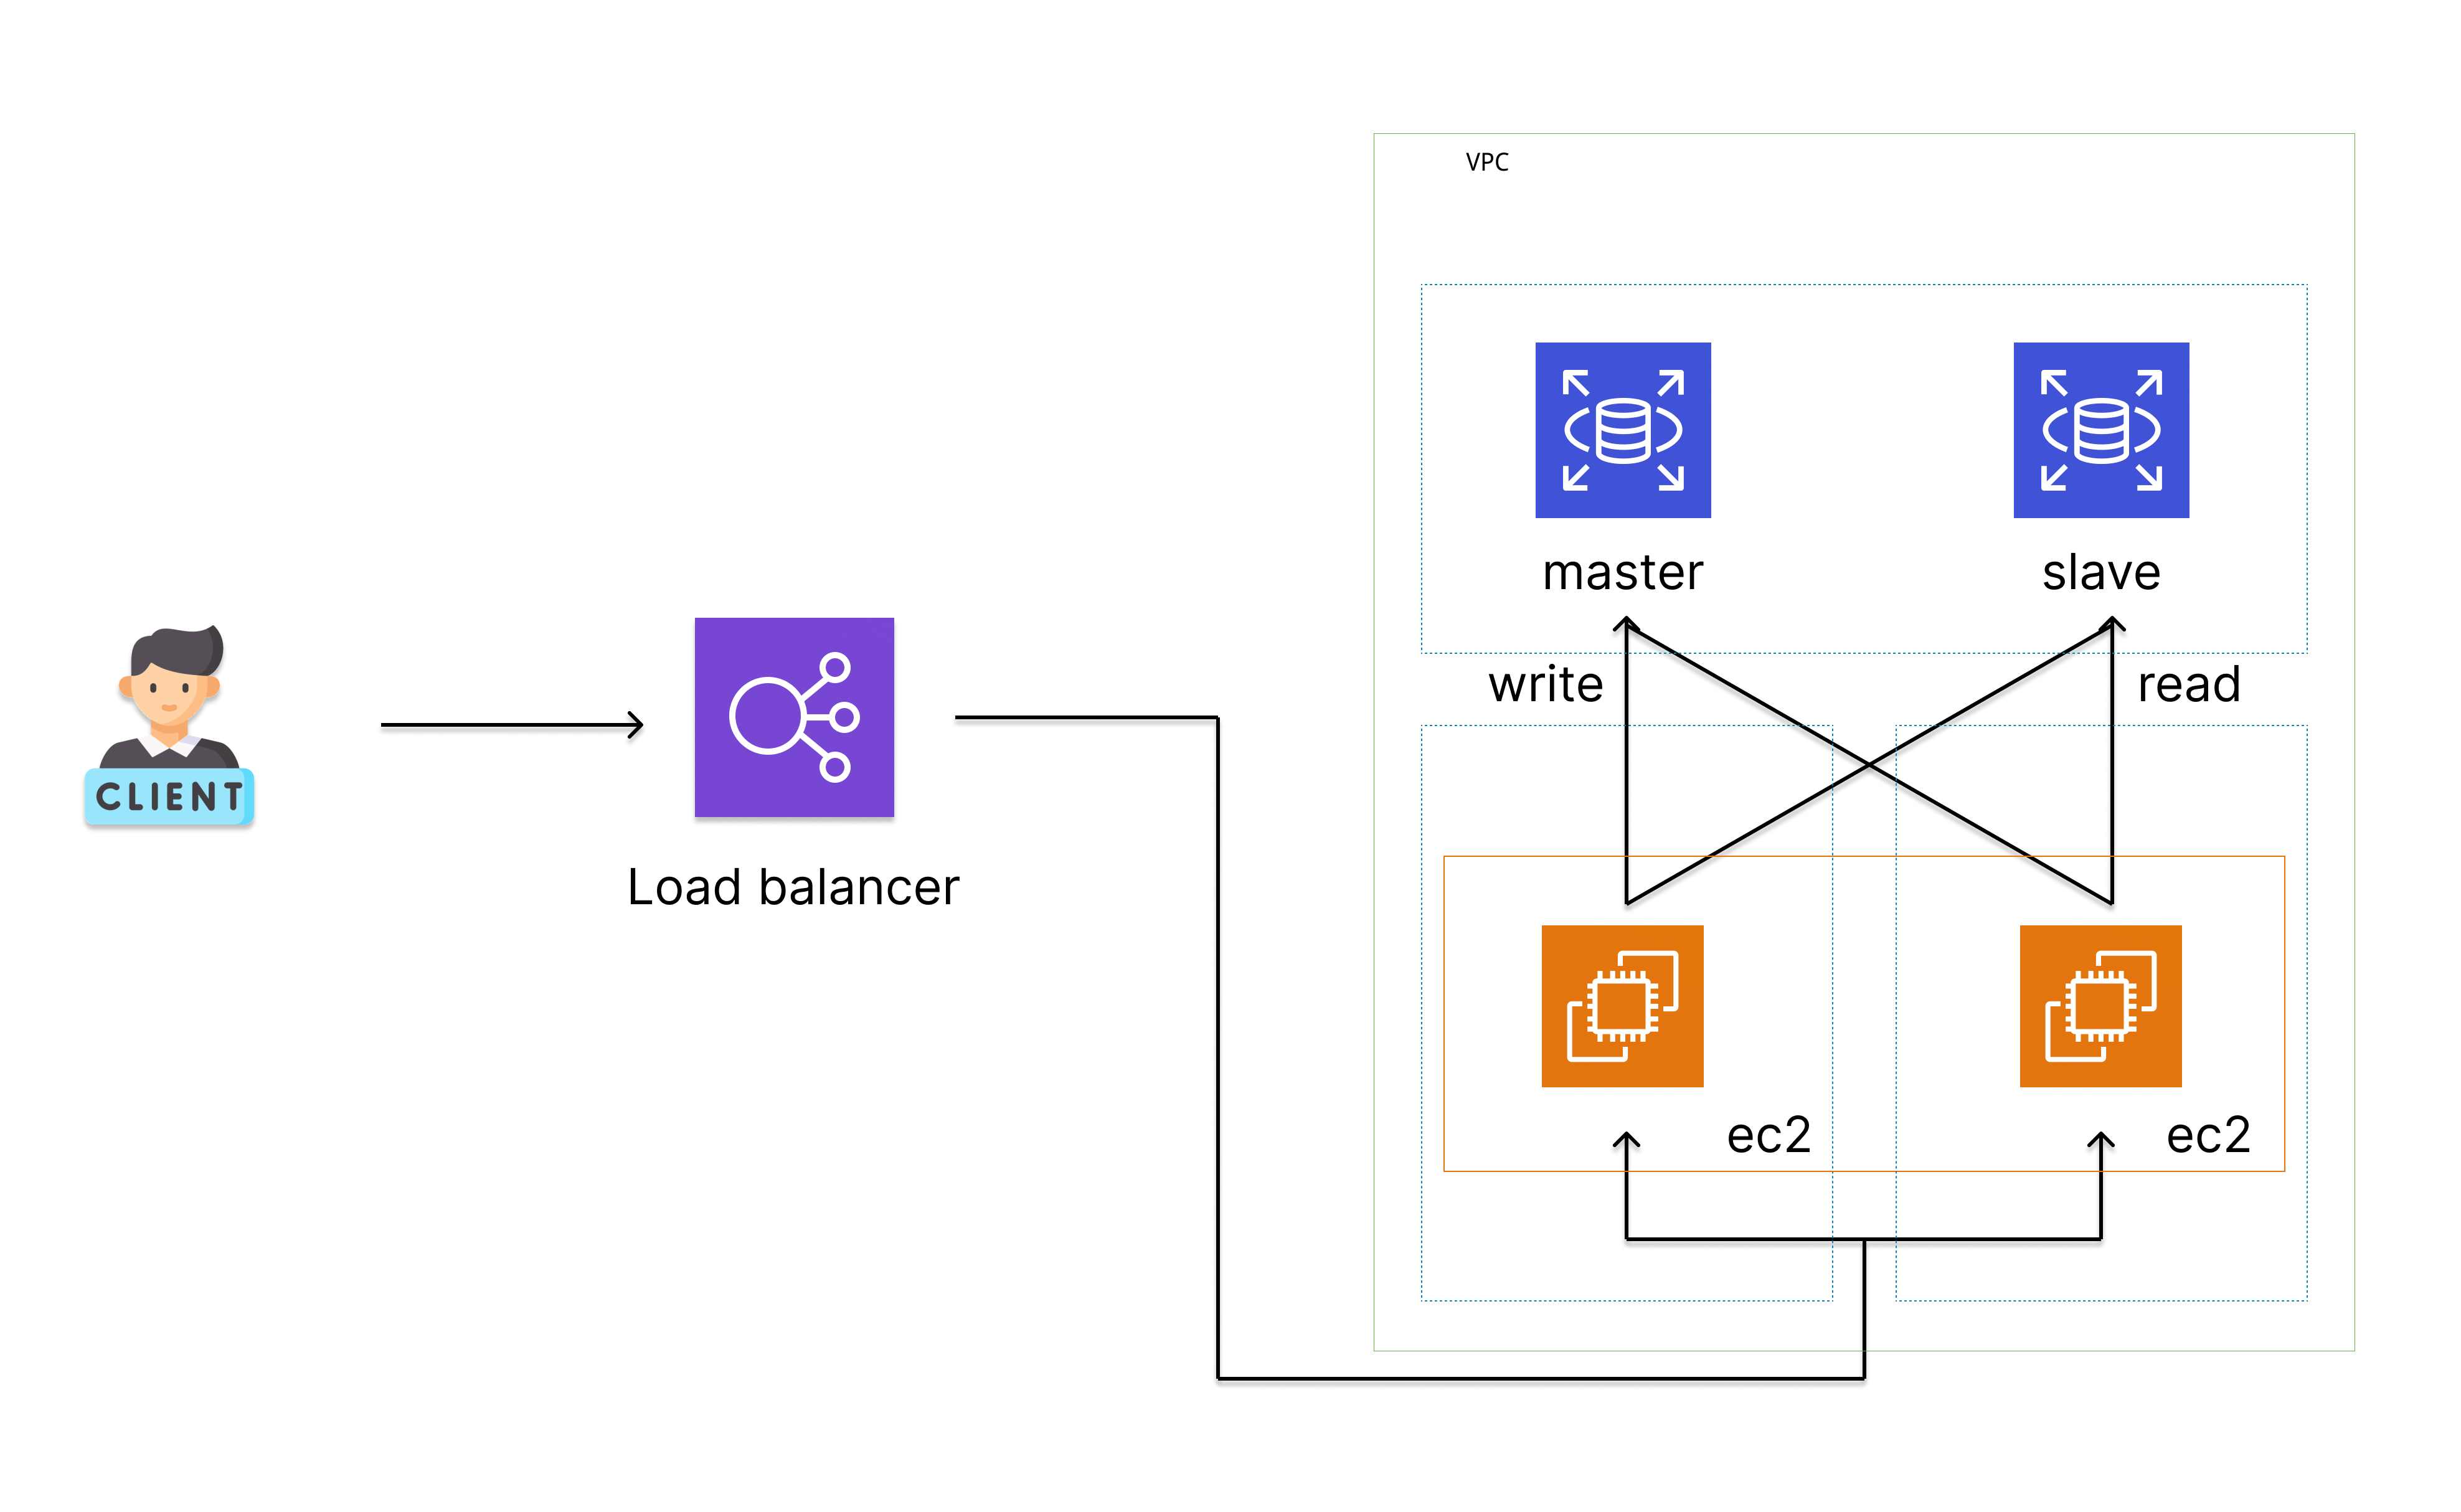 VPC
master
slave
write
read
CLIENT
Load balancer
ec2
ec2